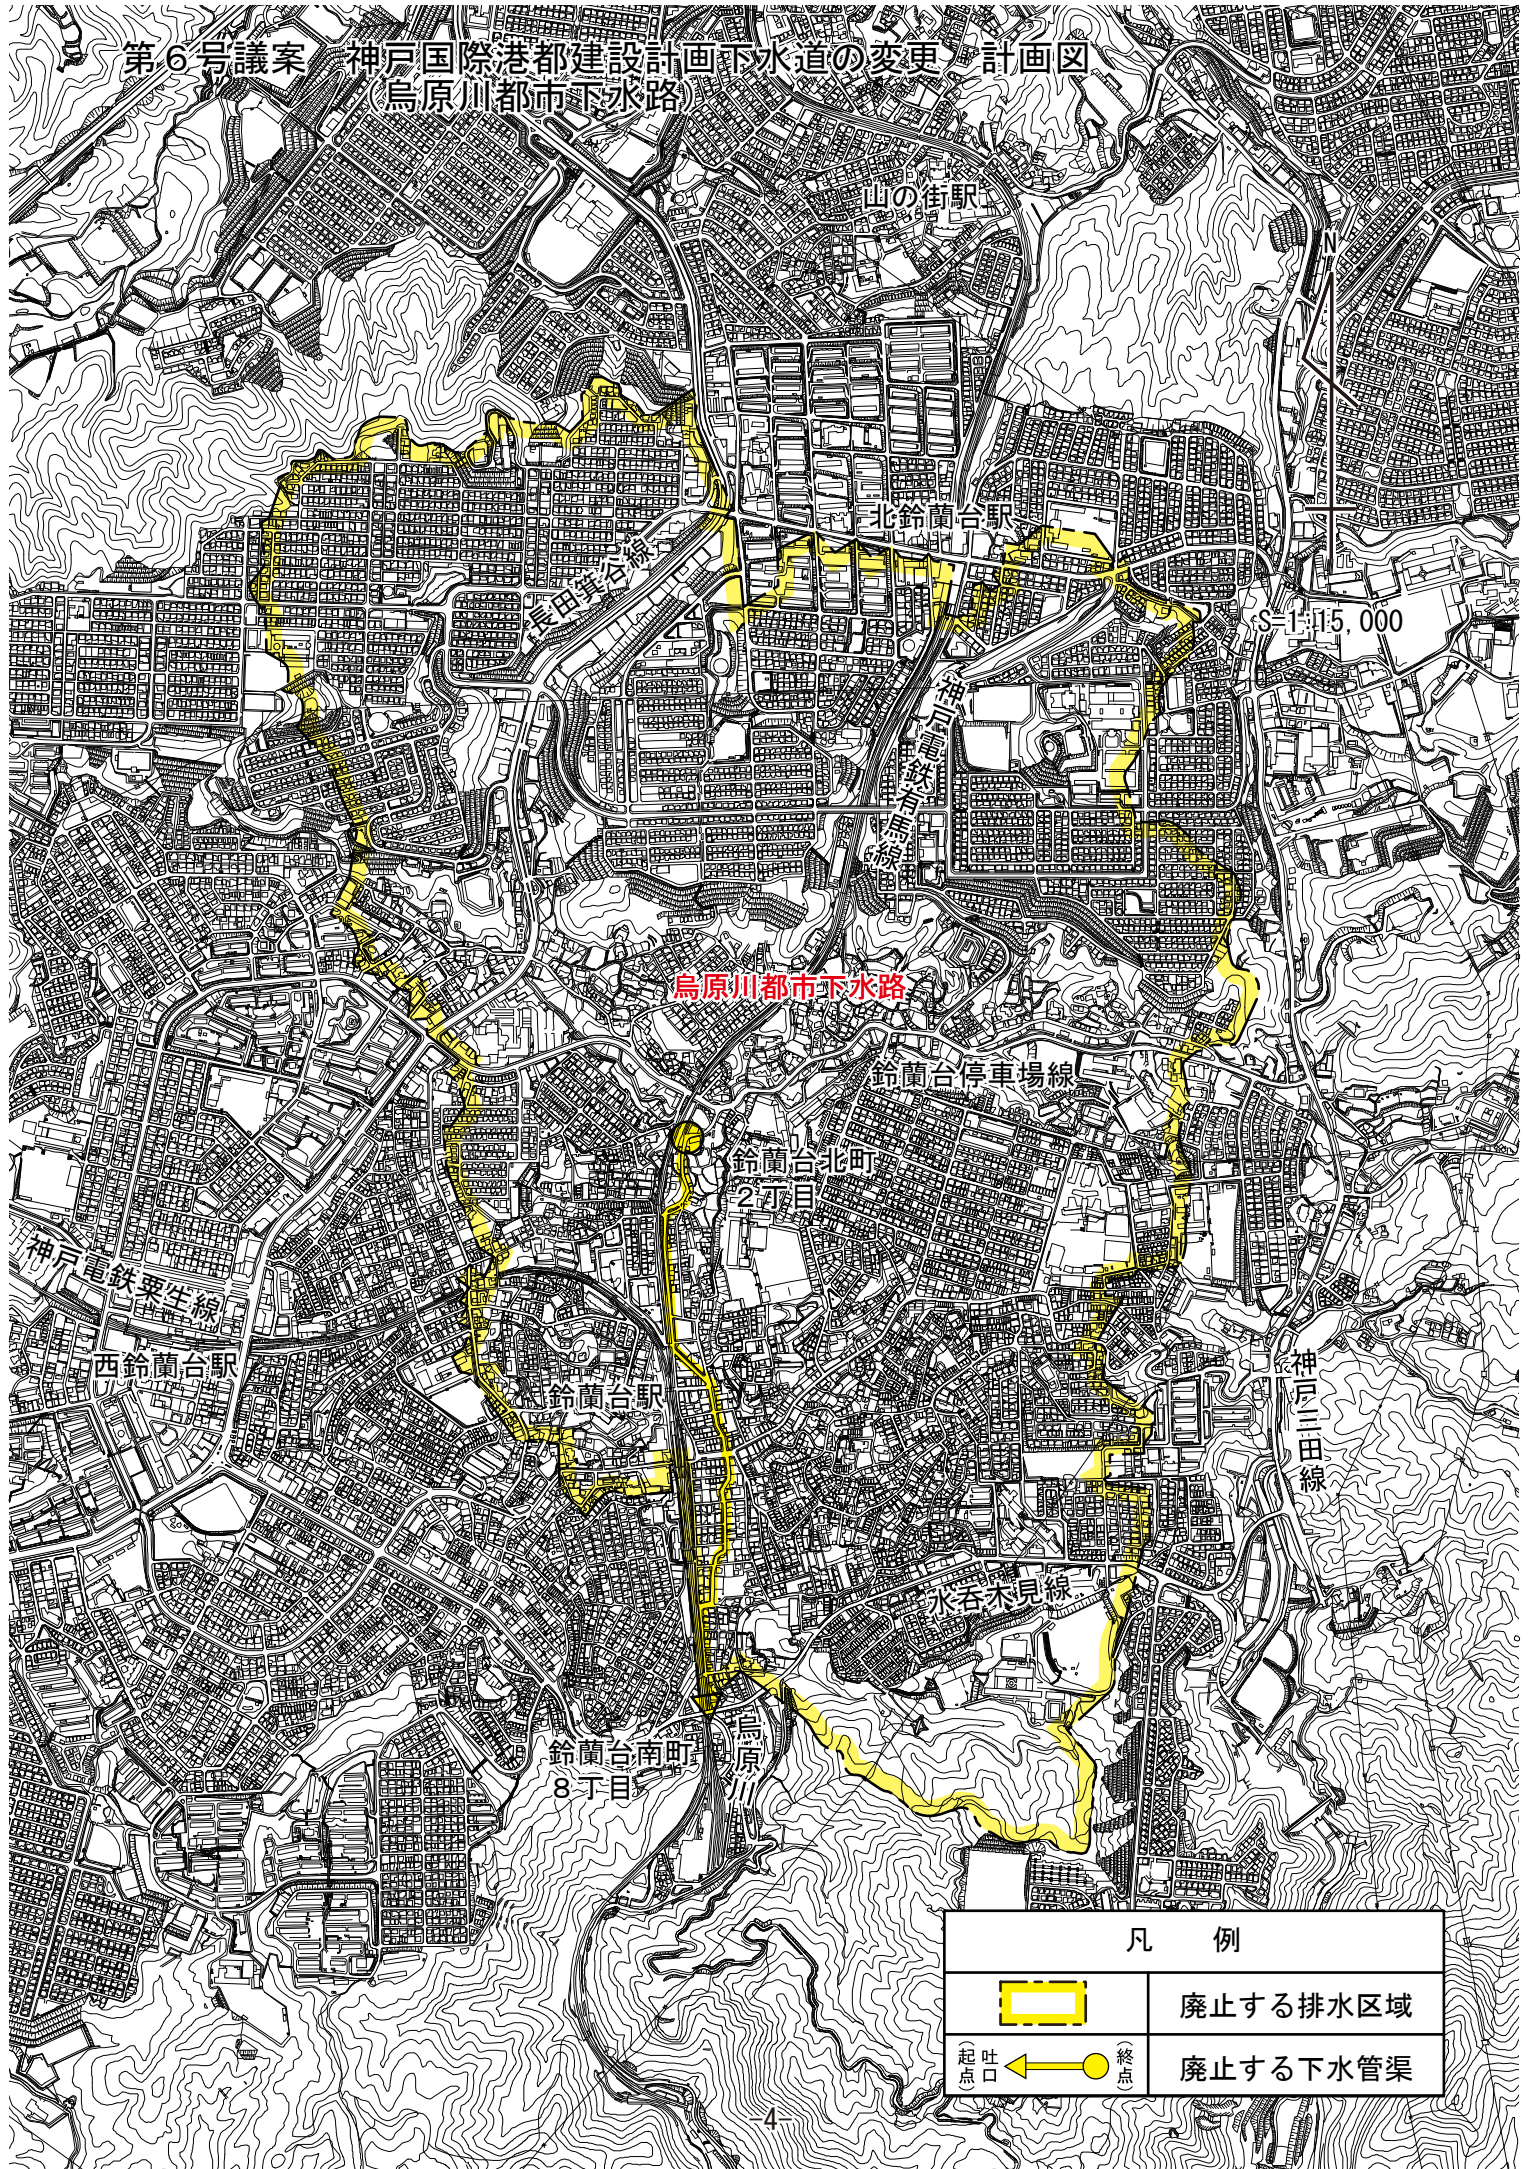 第６号議案　神戸国際港都建設計画下水道の変更　計画図
（烏原川都市下水路）
山の街駅
N
北鈴蘭台駅
長田箕谷線
S=1:15,000
神戸電鉄有馬線
烏原川都市下水路
鈴蘭台停車場線
鈴蘭台北町
２丁目
神戸電鉄粟生線
西鈴蘭台駅
鈴蘭台駅
神戸三田線
水呑木見線
烏原川
鈴蘭台南町
８丁目
凡　例
廃止する排水区域
（起点）
吐口
（終点）
廃止する下水管渠
-4-